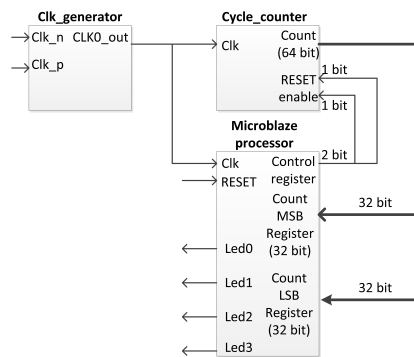 Clk_generator
Clk_n CLK0_out
Clk_p
Cycle_counter
Clk
Count
(64 bit)
RESET
enable
1 bit
1 bit
Microblaze
processor
Clk
RESET
Control
register
2 bit
Count
MSB
Register
(32 bit)
32 bit
Count
LSB
Register
(32 bit)
32 bit
Led0
Led1
Led2
Led3